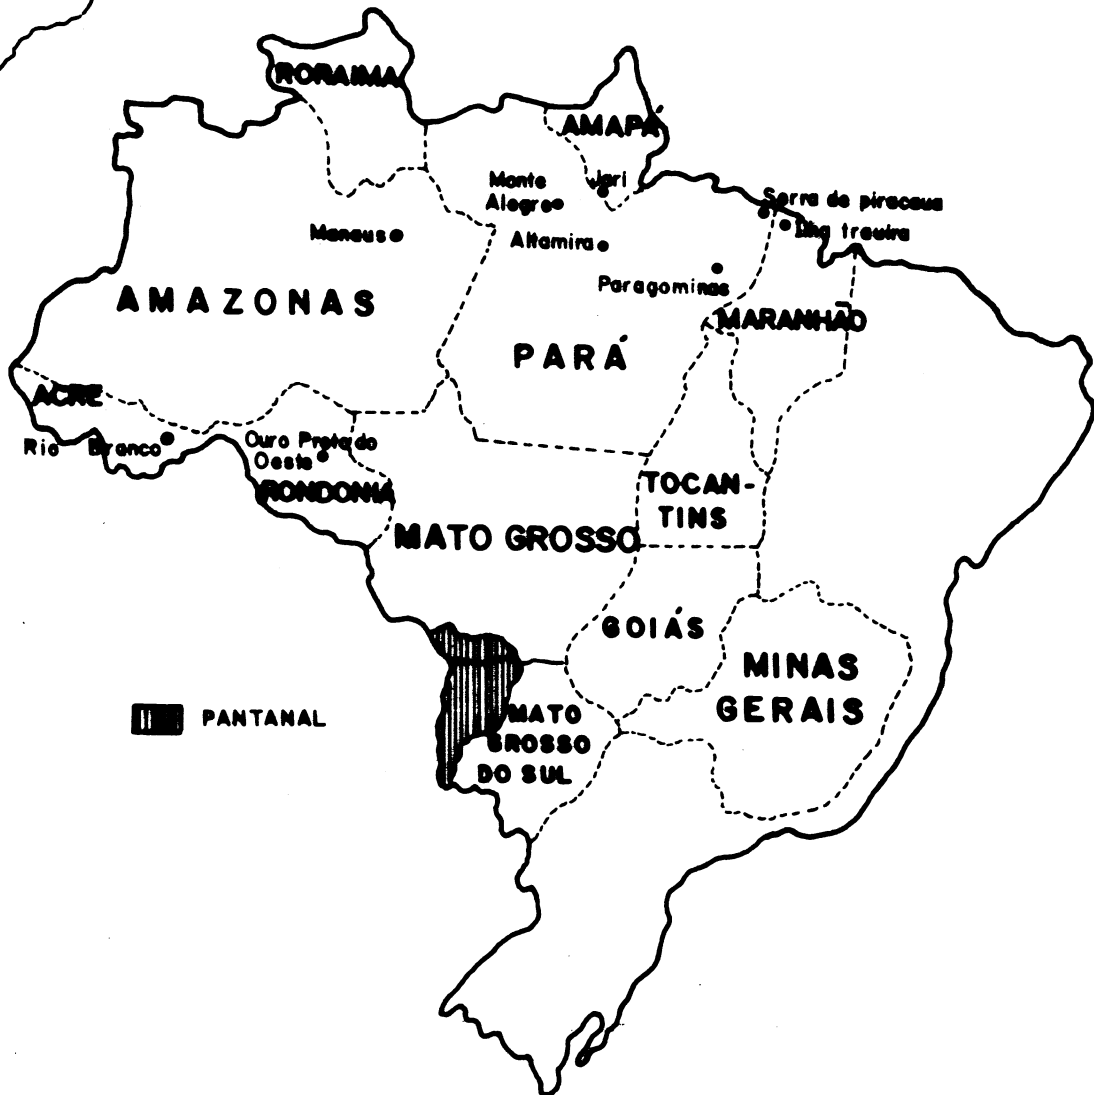 RORAIMA
AMAPÁ
Monte
Alegre
Jari
Serra de piracaua
Ilha trauira
Manaus
Altamira
Paragominas
AMAZONAS
MARANHÃO
PARÁ
ACRE
Rio Branco
Ouro Preto do
Oeste
RONDONIA
TOCAN-
TINS
MATO GROSSO
GOIÁS
MINAS
GERAIS
PANTANAL
MATO
GROSSO
DO SUL